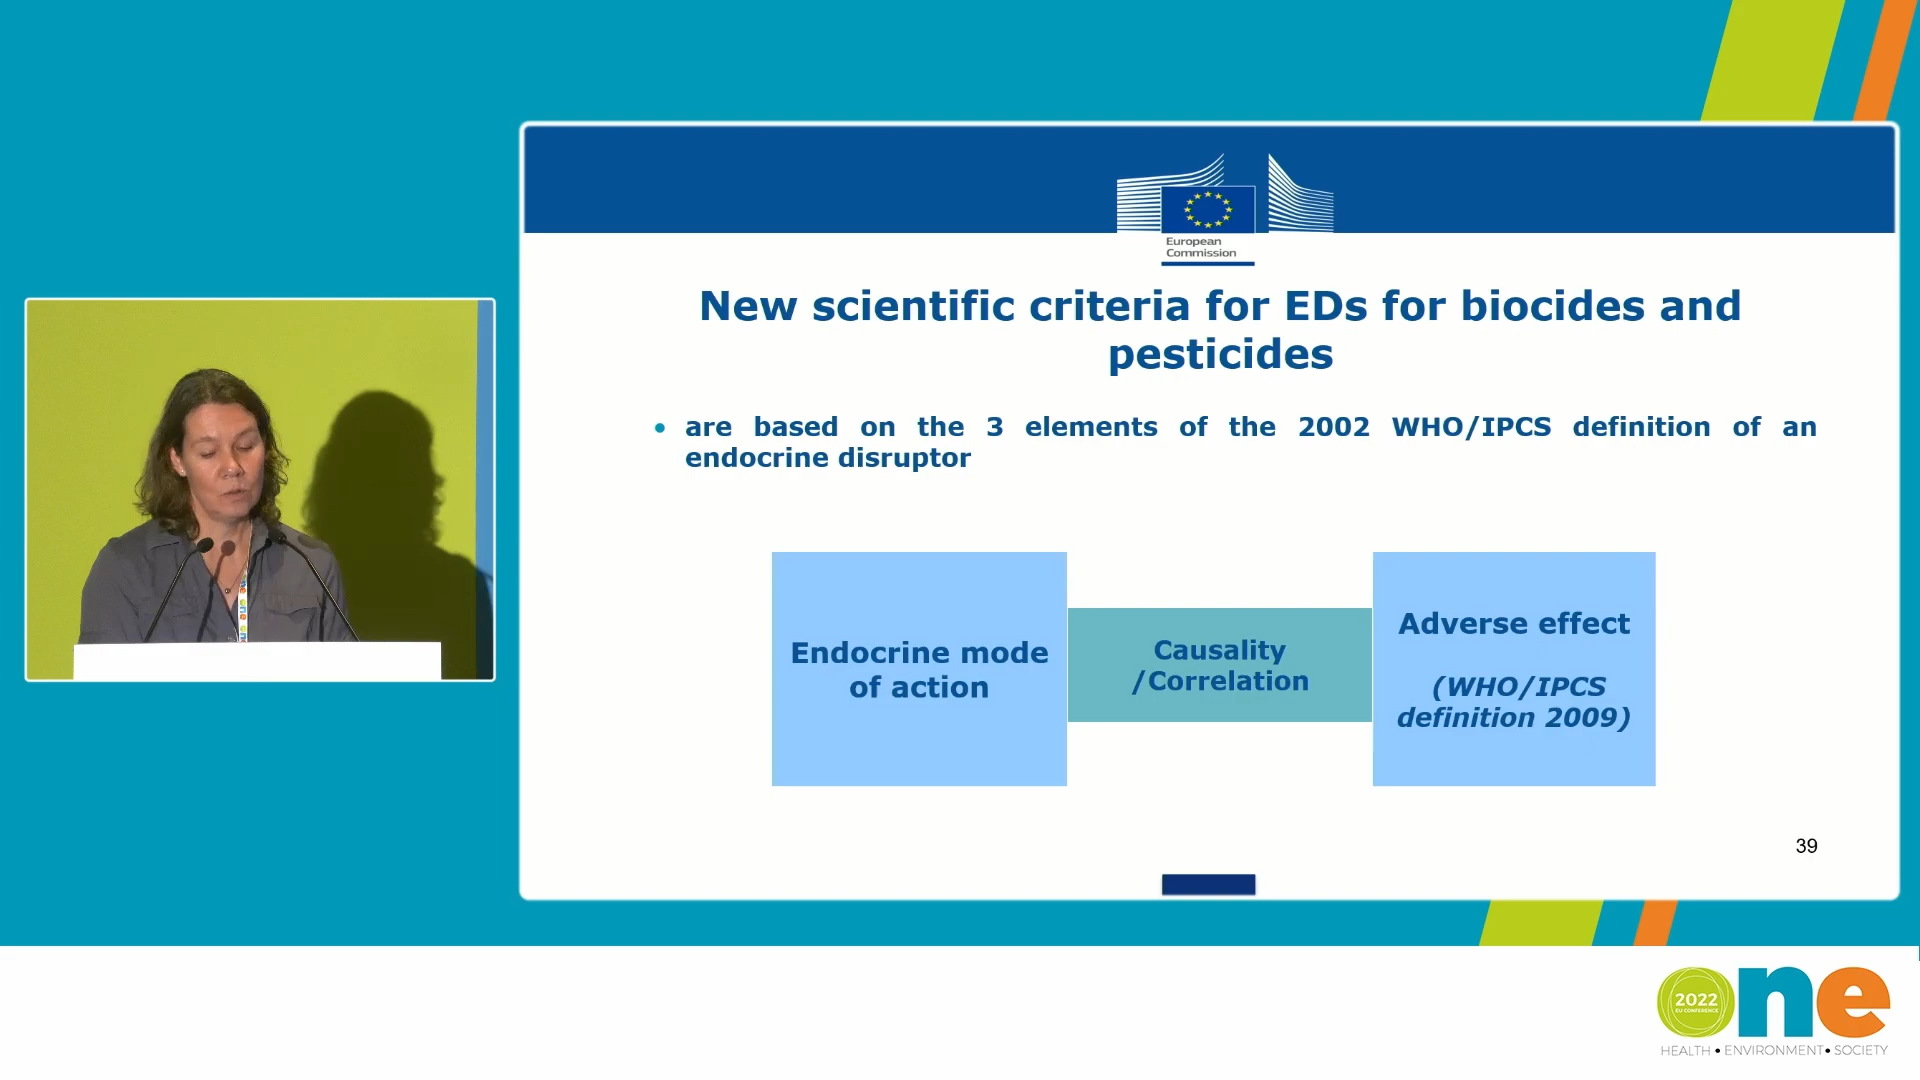 European
Commission
New scientific criteria for EDs for biocides and
pesticides
• are based on the 3 elements of the 2002 WHO/IPCS definition of an
endocrine disruptor
Endocrine mode
of action
Causality
/Correlation
Adverse effect
(WHO/IPCS
definition 2009)
39
2022
EU CONFERENCE
one
HEALTH • ENVIRONMENT • SOCIETY